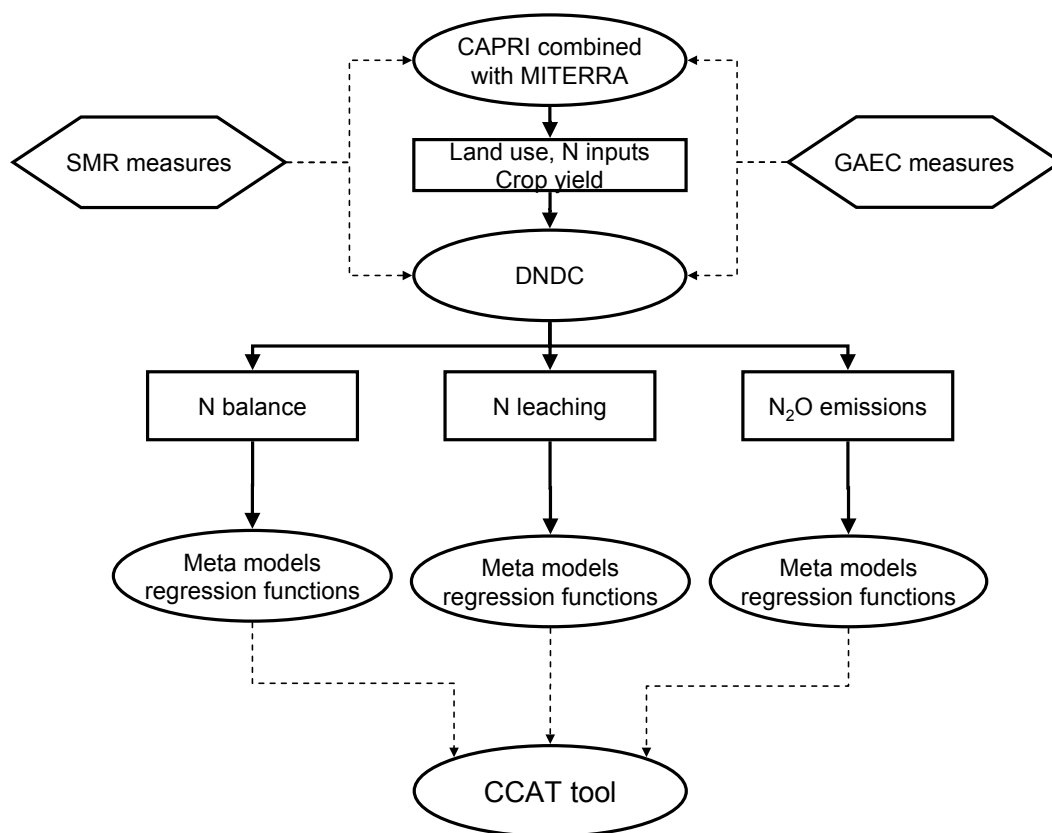 CAPRI combined
with MITERRA
SMR measures
Land use, N inputs
Crop yield
GAEC measures
DNDC
N balance
N leaching
N₂O emissions
Meta models
regression functions
Meta models
regression functions
Meta models
regression functions
CCAT tool